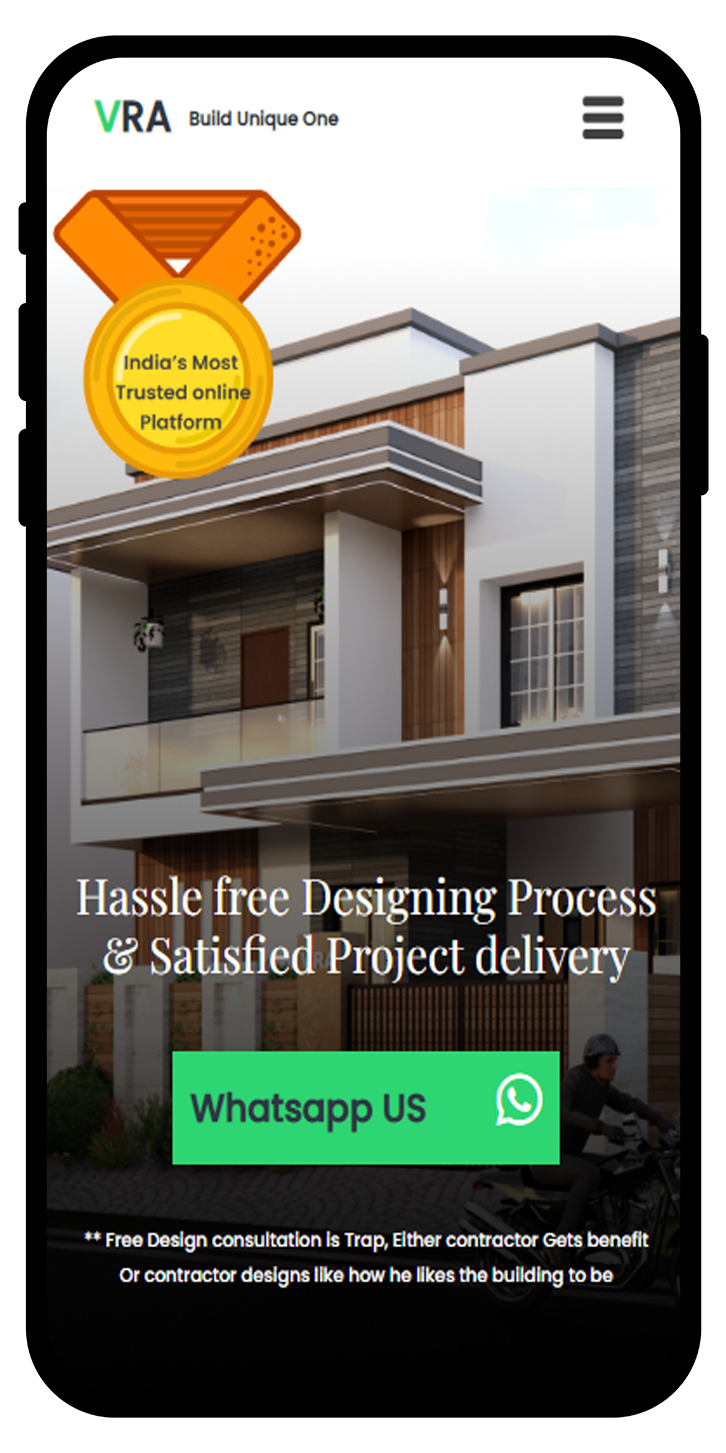 VRA Build Unique One
India's Most
Trusted online
Platform
Hassle free Designing Process
& Satisfied Project delivery
Whatsapp US
** Free Design consultation is Trap, Either contractor Gets benefit
Or contractor designs like how he likes the building to be